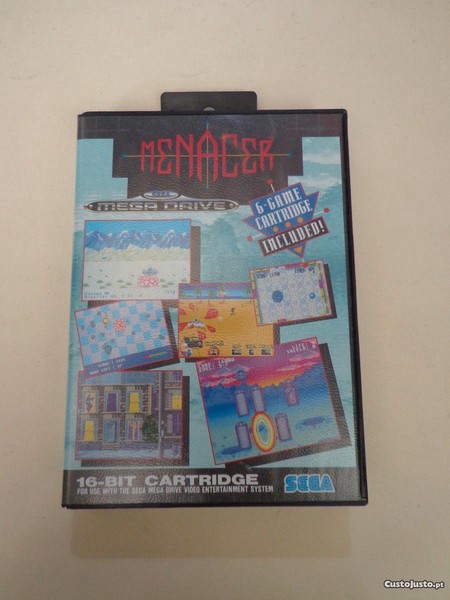 MENACER
SEGA
MEGA DRIVE
6-GAME
CARTRIDGE
INCLUDED!
16-BIT CARTRIDGE
FOR USE WITH THE SEGA MEGA DRIVE VIDEO ENTERTAINMENT SYSTEM
SEGA
CustoJusto.pt